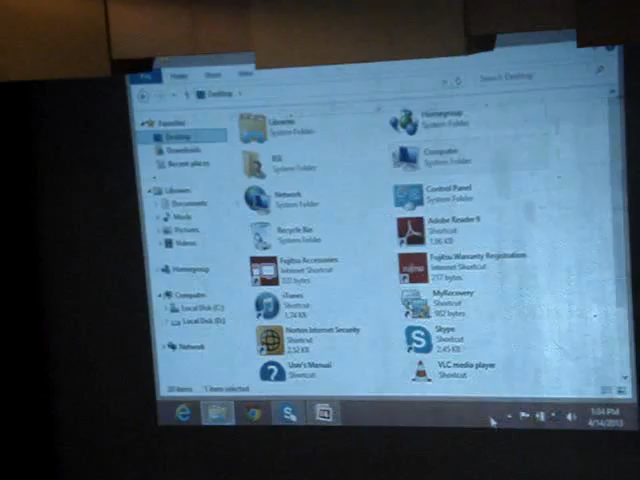 Home
Share
View
Desktop
Search Desktop
Favorites
Desktop
Downloads
Recent places
Libraries
Documents
Music
Pictures
Videos
Homegroup
Computer
Local Disk (C:)
Local Disk (D:)
Network
Libraries
System Folder
Homegroup
System Folder
System Folder
Computer
System Folder
Network
System Folder
Control Panel
System Folder
Recycle Bin
System Folder
Adobe Reader 9
Shortcut
1.86 KB
Fujitsu Accessories
Internet Shortcut
bytes
Fujitsu Warranty Registration
Internet Shortcut
217 bytes
iTunes
Shortcut
1.74 KB
MyRecovery
Shortcut
902 bytes
Norton Internet Security
Shortcut
2.52 KB
Skype
Shortcut
2.45 KB
User's Manual
Shortcut
VLC media player
Shortcut
items 1 item selected
1:04 PM
4/14/2013